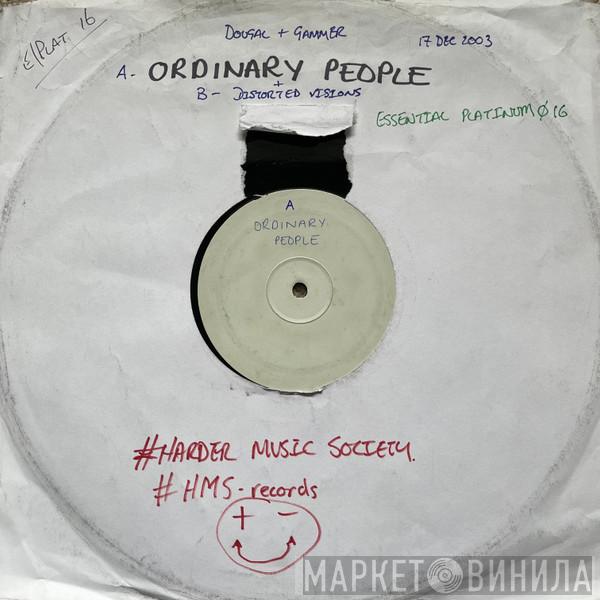 E/PLAT. 16
DOUGAL + GAMMER
17 DEC 2003
A- ORDINARY PEOPLE
+
B- DISTORTED VISIONS
ESSENTIAL PLATINUM Ø16
A
ORDINARY
PEOPLE
#HARDER MUSIC SOCIETY.
#HMS-records
+ -
МАРКЕТ ВИНИЛА